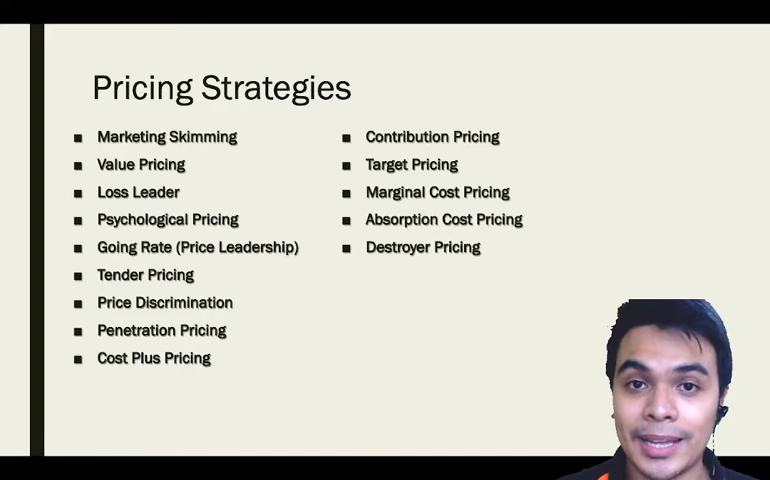 Pricing Strategies
Marketing Skimming
Value Pricing
Loss Leader
Psychological Pricing
Going Rate (Price Leadership)
Tender Pricing
Price Discrimination
Penetration Pricing
Cost Plus Pricing
Contribution Pricing
Target Pricing
Marginal Cost Pricing
Absorption Cost Pricing
Destroyer Pricing